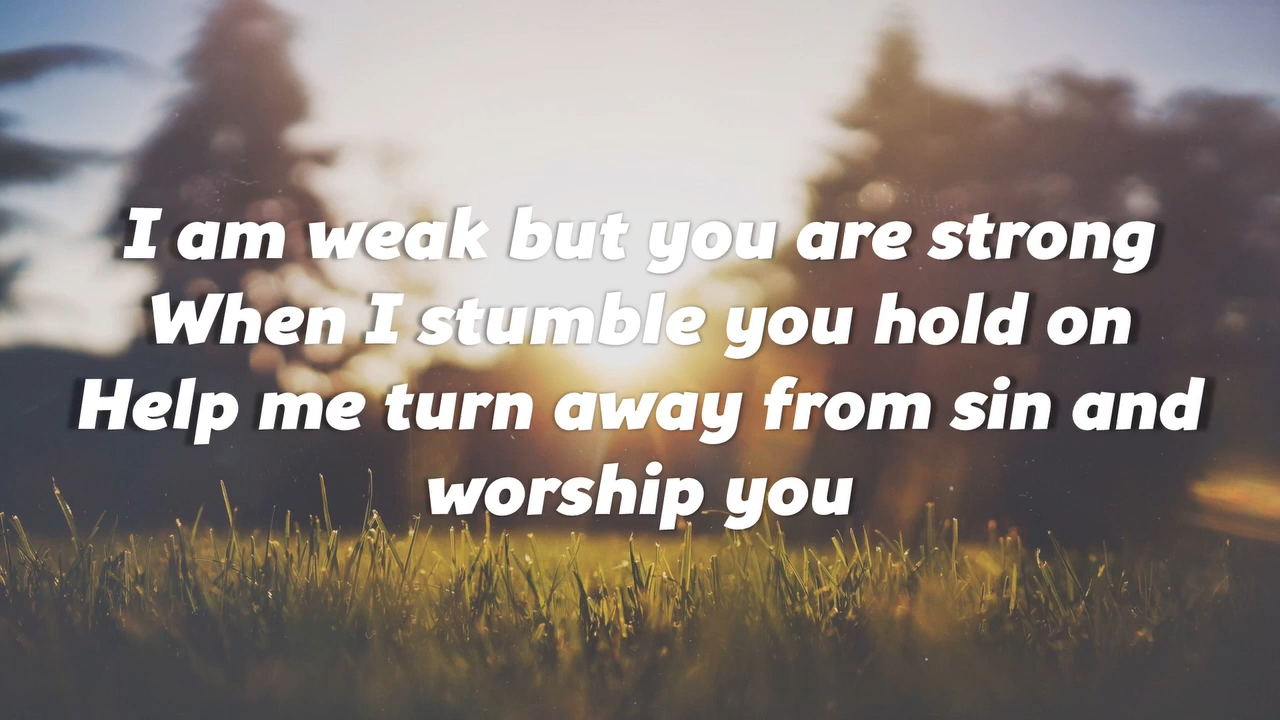 I am weak but you are strong
When I stumble you hold on
Help me turn away from sin and
worship you